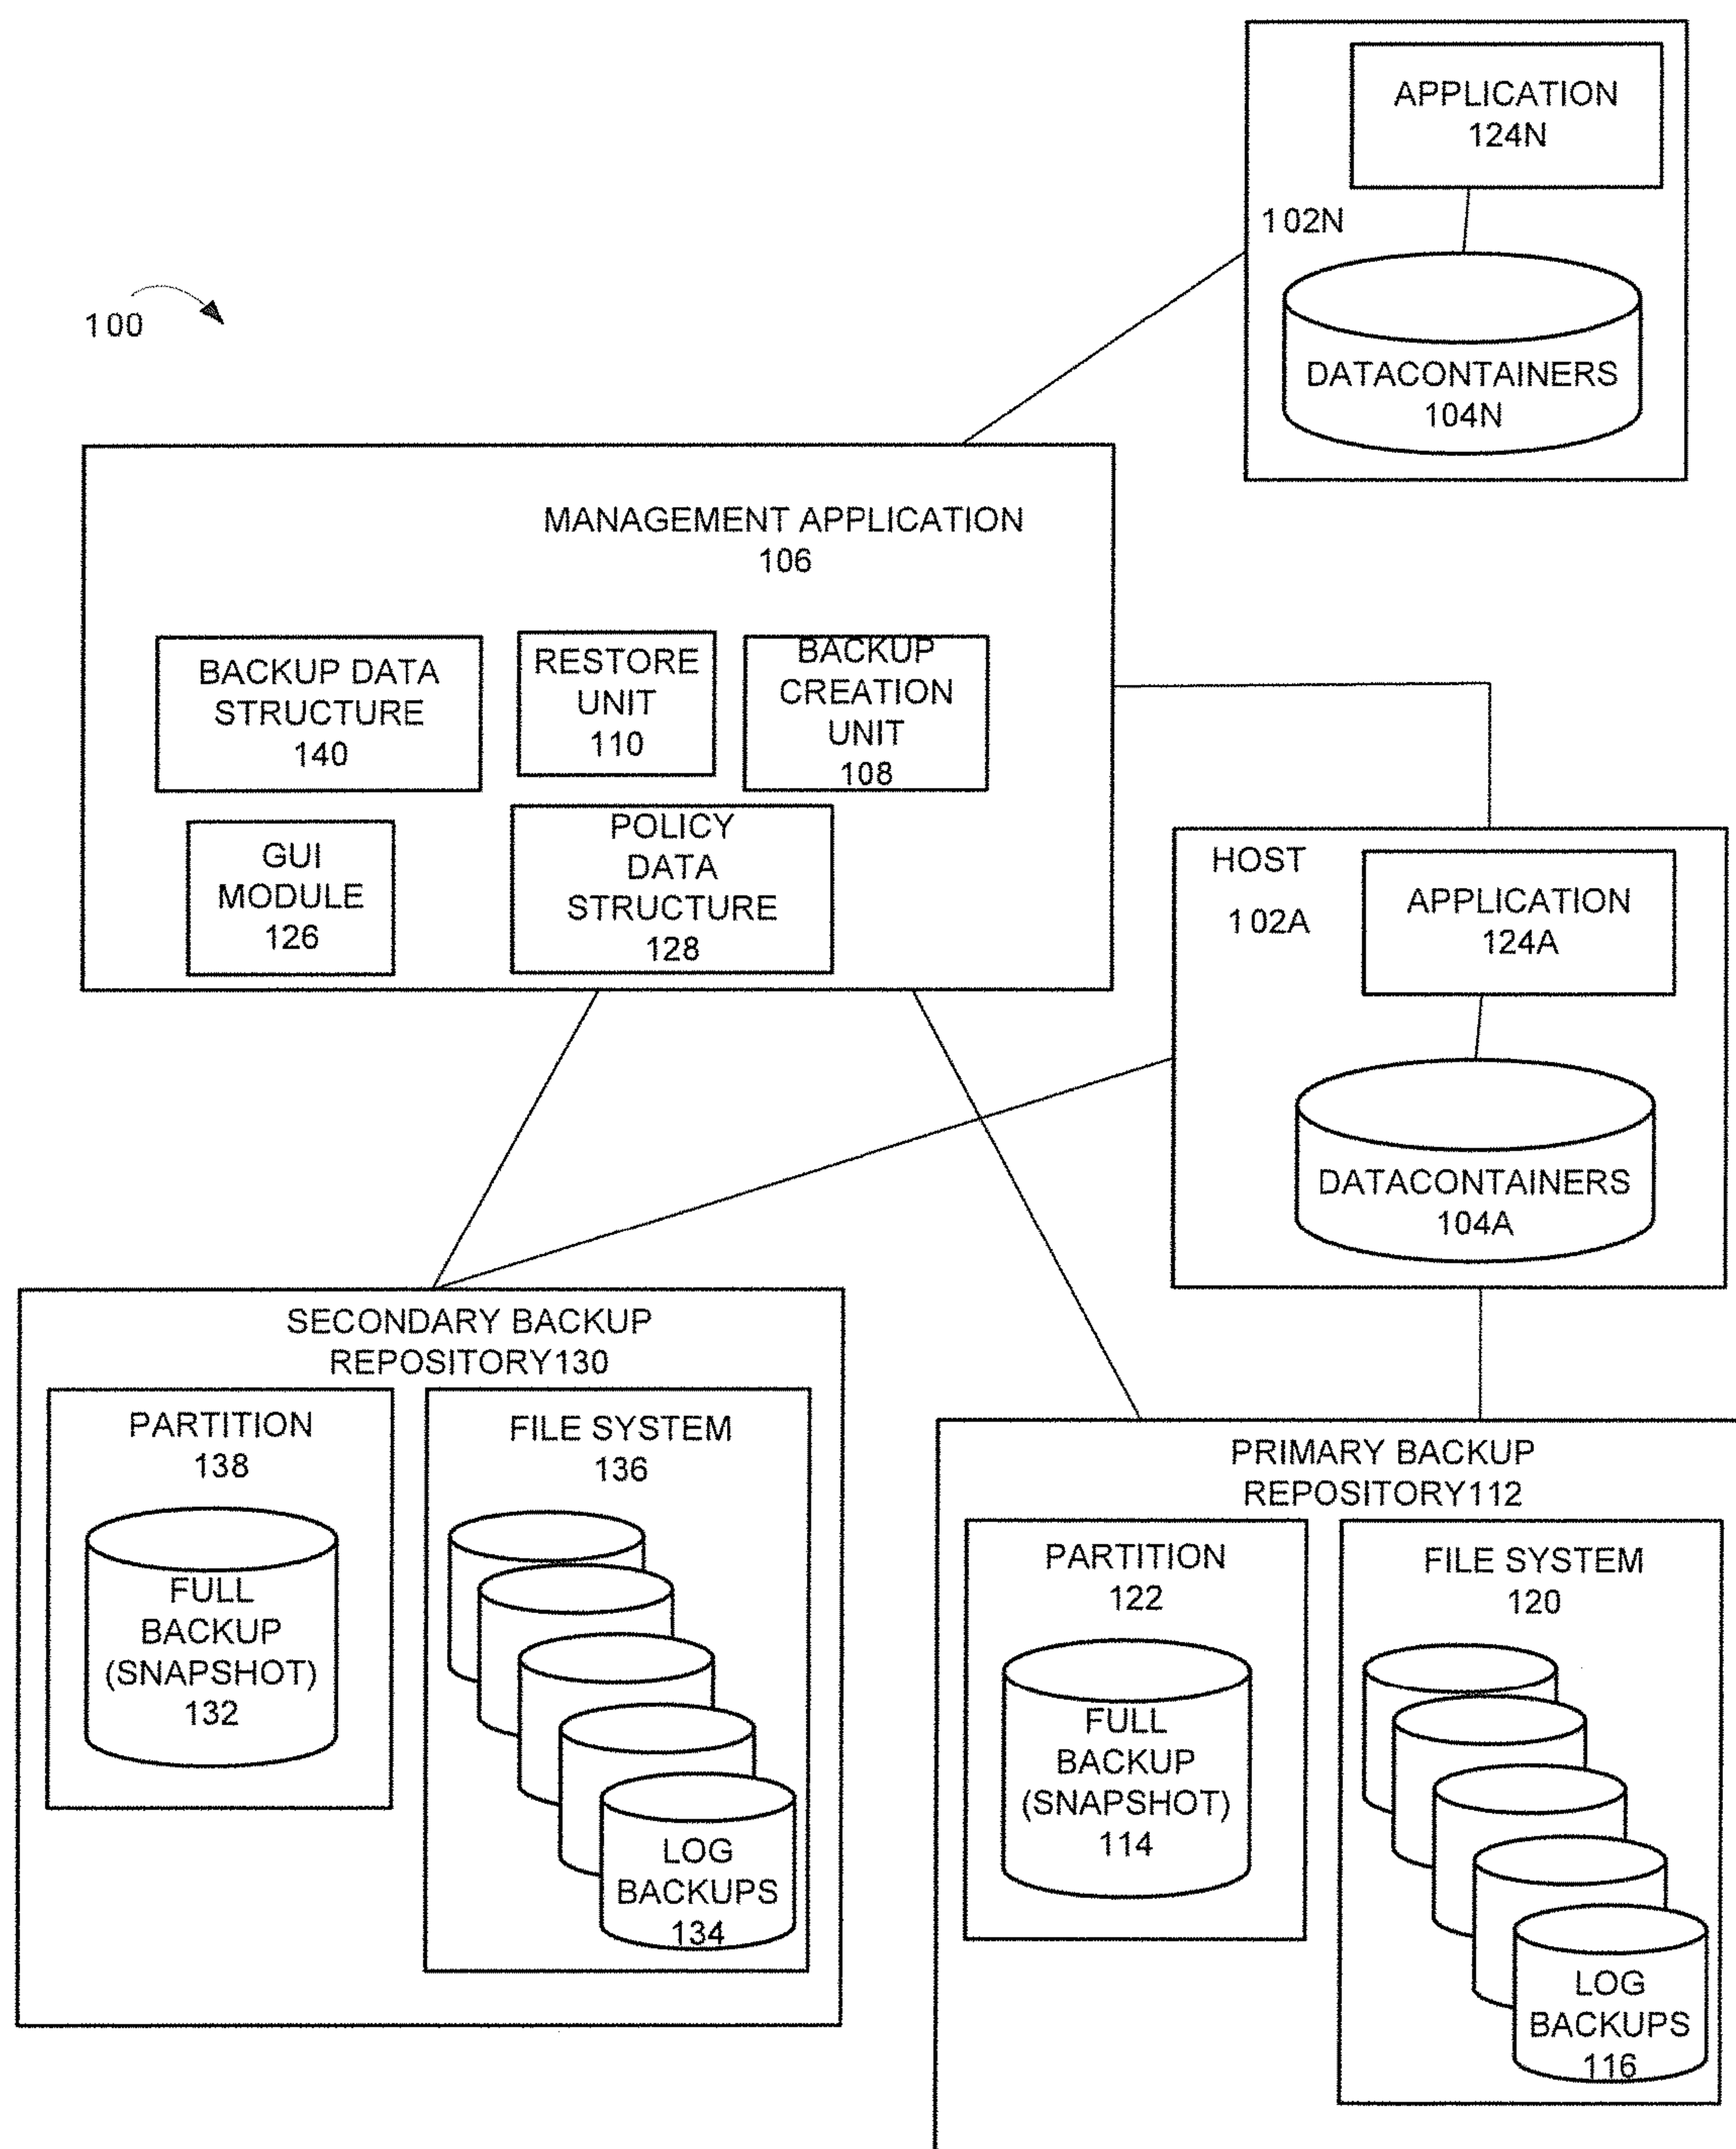 APPLICATION
124N
102N
DATACONTAINERS
104N
100
MANAGEMENT APPLICATION
106
BACKUP DATA
STRUCTURE
140
RESTORE
UNIT
110
BACKUP
CREATION
UNIT
108
GUI
MODULE
126
POLICY
DATA
STRUCTURE
128
HOST
102A
APPLICATION
124A
DATACONTAINERS
104A
SECONDARY BACKUP
REPOSITORY130
PARTITION
138
FULL
BACKUP
(SNAPSHOT)
132
FILE SYSTEM
136
LOG
BACKUPS
134
PRIMARY BACKUP
REPOSITORY112
PARTITION
122
FULL
BACKUP
(SNAPSHOT)
114
FILE SYSTEM
120
LOG
BACKUPS
116